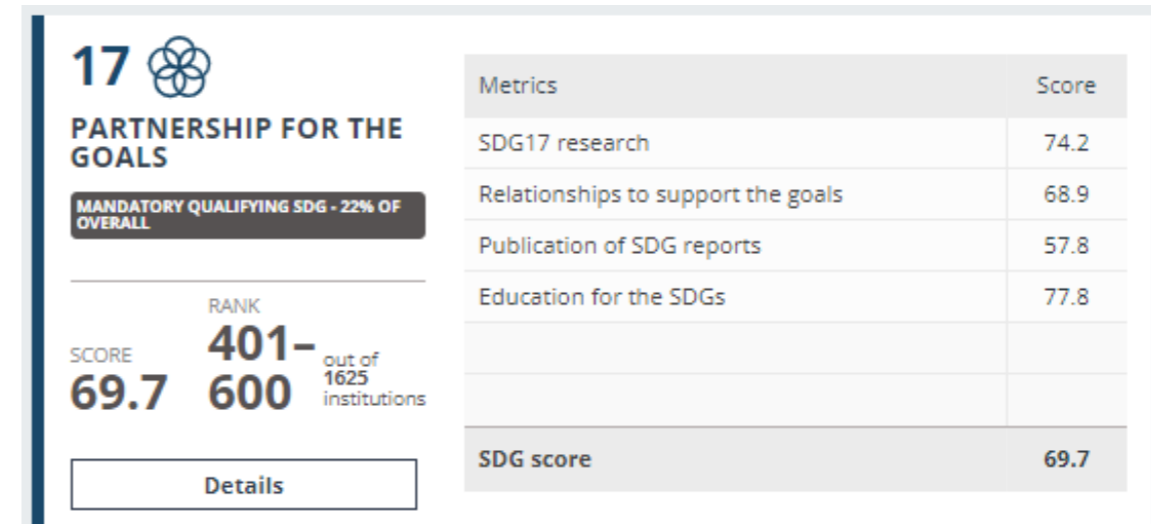 17
PARTNERSHIP FOR THE
GOALS
MANDATORY QUALIFYING SDG - 22% OF
OVERALL
SCORE
69.7
RANK
401–
600
out of
1625
institutions
Details
Metrics Score
SDG17 research 74.2
Relationships to support the goals 68.9
Publication of SDG reports 57.8
Education for the SDGs 77.8
SDG score 69.7